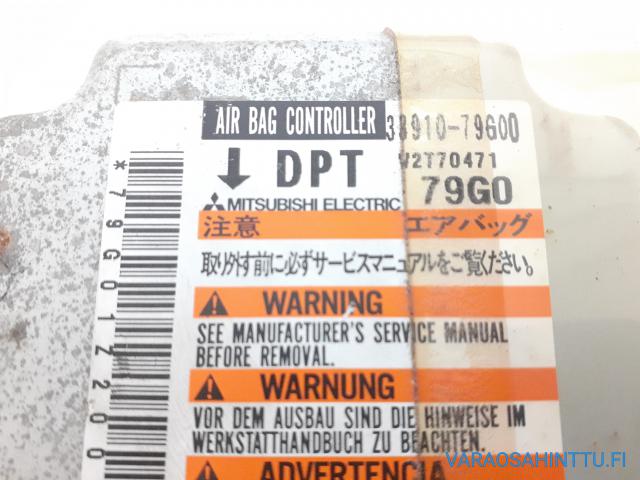 AIR BAG CONTROLLER 38910-79G00
DPT W2T70471
79G0
MITSUBISHI ELECTRIC
注意 エアバッグ
取り外す前に必ずサービスマニュアルをご覧ください。
WARNING
SEE MANUFACTURER'S SERVICE MANUAL
BEFORE REMOVAL.
WARNUNG
VOR DEM AUSBAU SIND DIE HINWEISE IM
WERKSTATTHANDBUCH ZU BEACHTEN.
ADVERTENCIA
*79G01Z200
VARAOSAHINTTU.FI